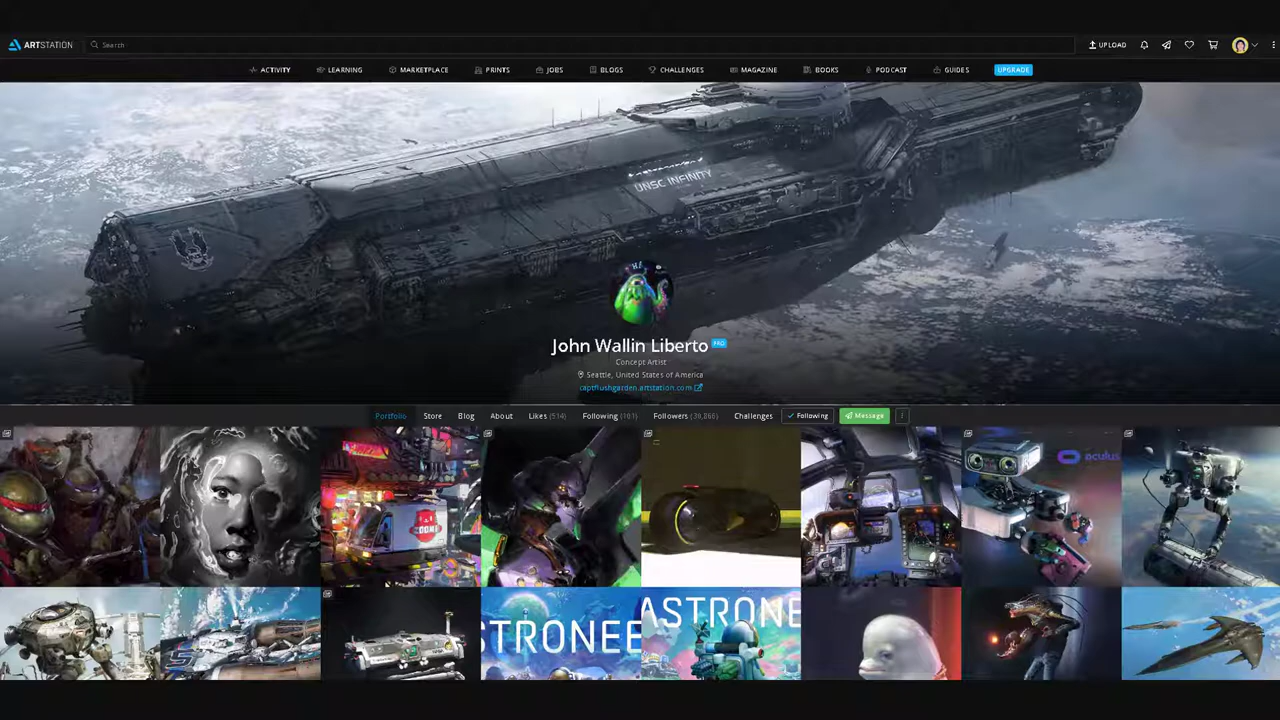 ARTSTATION
Search
UPLOAD
ACTIVITY LEARNING MARKETPLACE PRINTS JOBS BLOGS CHALLENGES MAGAZINE BOOKS PODCAST GUIDES UPGRADE
UNSC INFINITY
John Wallin Liberto PRO
Concept Artist
Seattle, United States of America
captflushgarden.artstation.com
Portfolio Store Blog About Likes (514) Following (101) Followers Challenges Following Message
oculus
STRONEE
ASTRONE